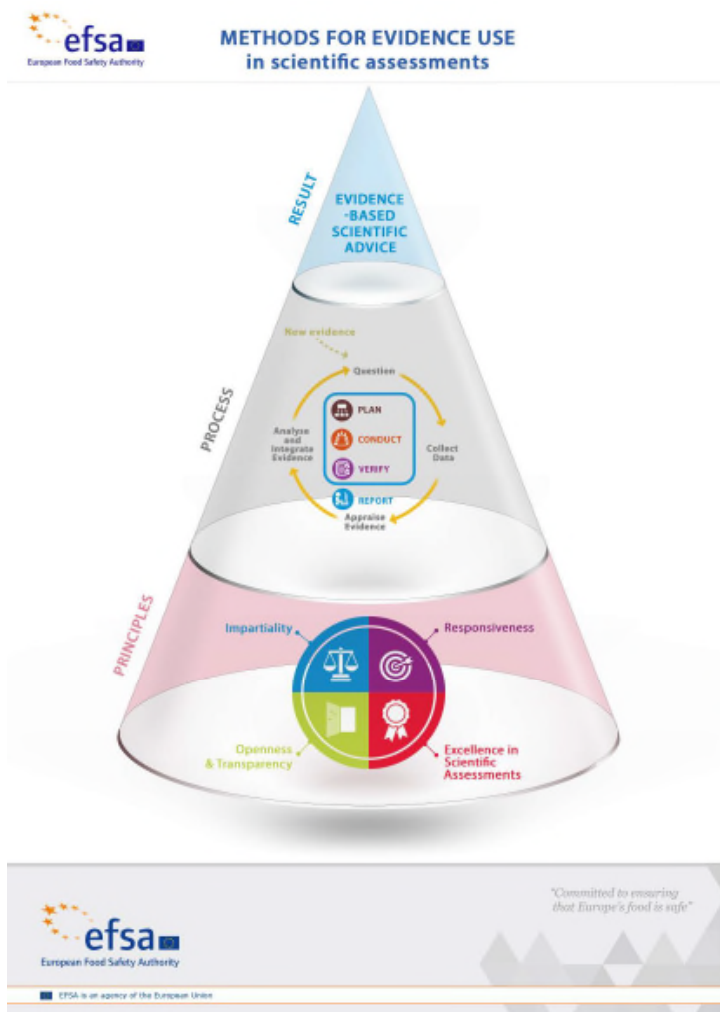 efsa
European Food Safety Authority
METHODS FOR EVIDENCE USE
in scientific assessments
RESULT
EVIDENCE
-BASED
SCIENTIFIC
ADVICE
PROCESS
New evidence
Question
PLAN
CONDUCT
VERIFY
REPORT
Analyse
and
Integrate
Evidence
Collect
Data
Appraise
Evidence
PRINCIPLES
Impartiality
Responsiveness
Openness
& Transparency
Excellence in
Scientific
Assessments
"Committed to ensuring
that Europe's food is safe"
efsa
European Food Safety Authority
EFSA is an agency of the European Union